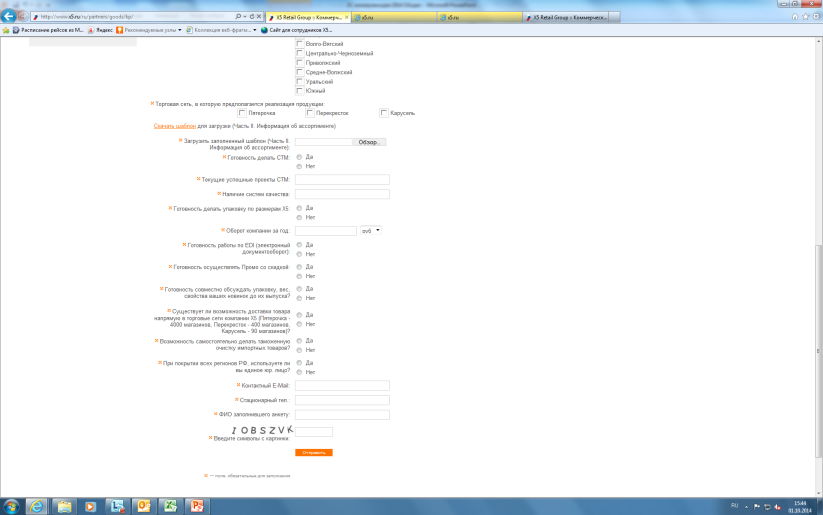 http://www.x5.ru/ru/partners/goods/kp/
X5 Retail Group :: Коммерч...
x5.ru
x5.ru
X5 Retail Group :: Коммерчес...
Расписание рейсов из М...
Яндекс
Рекомендуемые узлы
Коллекция веб-фрагм...
Сайт для сотрудников X5...
Волго-Вятский
Центрально-Черноземный
Приволжский
Средне-Волжский
Уральский
Южный
Торговая сеть, в которую предполагается реализация продукции:
Пятерочка Перекресток Карусель
Скачать шаблон для загрузки (Часть II. Информация об ассортименте)
Загрузить заполненный шаблон (Часть II.
Информация об ассортименте):
Обзор...
Готовность делать СТМ:
Да
Нет
Текущие успешные проекты СТМ:
Наличие систем качества:
Готовность делать упаковку по размерам X5:
Да
Нет
Оборот компании за год:
руб
Готовность работы по EDI (электронный
документооборот):
Да
Нет
Готовность осуществлять Промо со скидкой:
Да
Нет
Готовность совместно обсуждать упаковку, вес,
свойства ваших новинок до их выпуска?
Да
Нет
Существует ли возможность доставки товара
напрямую в торговые сети компании X5 (Пятерочка -
4000 магазинов, Перекресток - 400 магазинов,
Карусель - 90 магазинов)?
Да
Нет
Возможность самостоятельно делать таможенную
очистку импортных товаров?
Да
Нет
При покрытии всех регионов РФ, используете ли
вы единое юр. лицо?
Да
Нет
Контактный E-Mail:
Стационарный тел.:
ФИО заполнившего анкету:
IOBSZVK
Введите символы с картинки:
Отправить
— поля, обязательные для заполнения
RU
15:44
01.10.2014